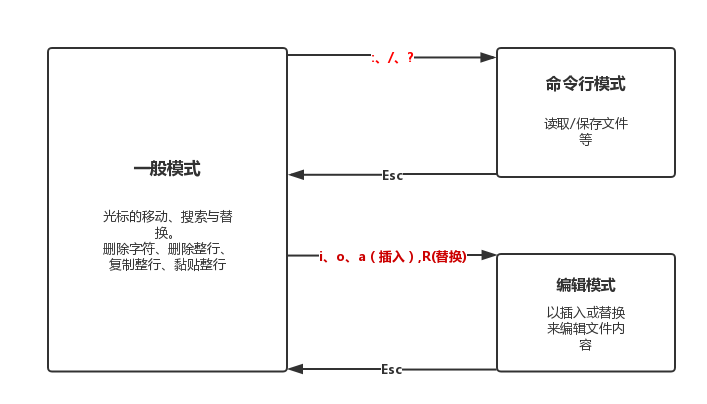 :、/、?
命令行模式
读取/保存文件
等
一般模式
Esc
光标的移动、搜索与替
换。
删除字符、删除整行、
复制整行、黏贴整行
i、o、a（插入）,R(替换)
编辑模式
以插入或替换
来编辑文件内
容
Esc